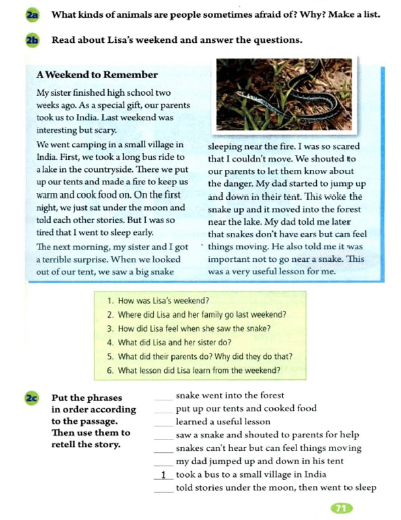 2a What kinds of animals are people sometimes afraid of? Why? Make a list.
2b Read about Lisa's weekend and answer the questions.
A Weekend to Remember
My sister finished high school two
weeks ago. As a special gift, our parents
took us to India. Last weekend was
interesting but scary.
We went camping in a small village in
India. First, we took a long bus ride to
a lake in the countryside. There we put
up our tents and made a fire to keep us
warm and cook food on. On the first
night, we just sat under the moon and
told each other stories. But I was so
tired that I went to sleep early.
The next morning, my sister and I got
a terrible surprise. When we looked
out of our tent, we saw a big snake
sleeping near the fire. I was so scared
that I couldn't move. We shouted to
our parents to let them know about
the danger. My dad started to jump up
and down in their tent. This woke the
snake up and it moved into the forest
near the lake. My dad told me later
that snakes don't have ears but can feel
things moving. He also told me it was
important not to go near a snake. This
was a very useful lesson for me.
1. How was Lisa's weekend?
2. Where did Lisa and her family go last weekend?
3. How did Lisa feel when she saw the snake?
4. What did Lisa and her sister do?
5. What did their parents do? Why did they do that?
6. What lesson did Lisa learn from the weekend?
2c Put the phrases
in order according
to the passage.
Then use them to
retell the story.
___ snake went into the forest
___ put up our tents and cooked food
___ learned a useful lesson
___ saw a snake and shouted to parents for help
___ snakes can't hear but can feel things moving
___ my dad jumped up and down in his tent
1 took a bus to a small village in India
___ told stories under the moon, then went to sleep
71